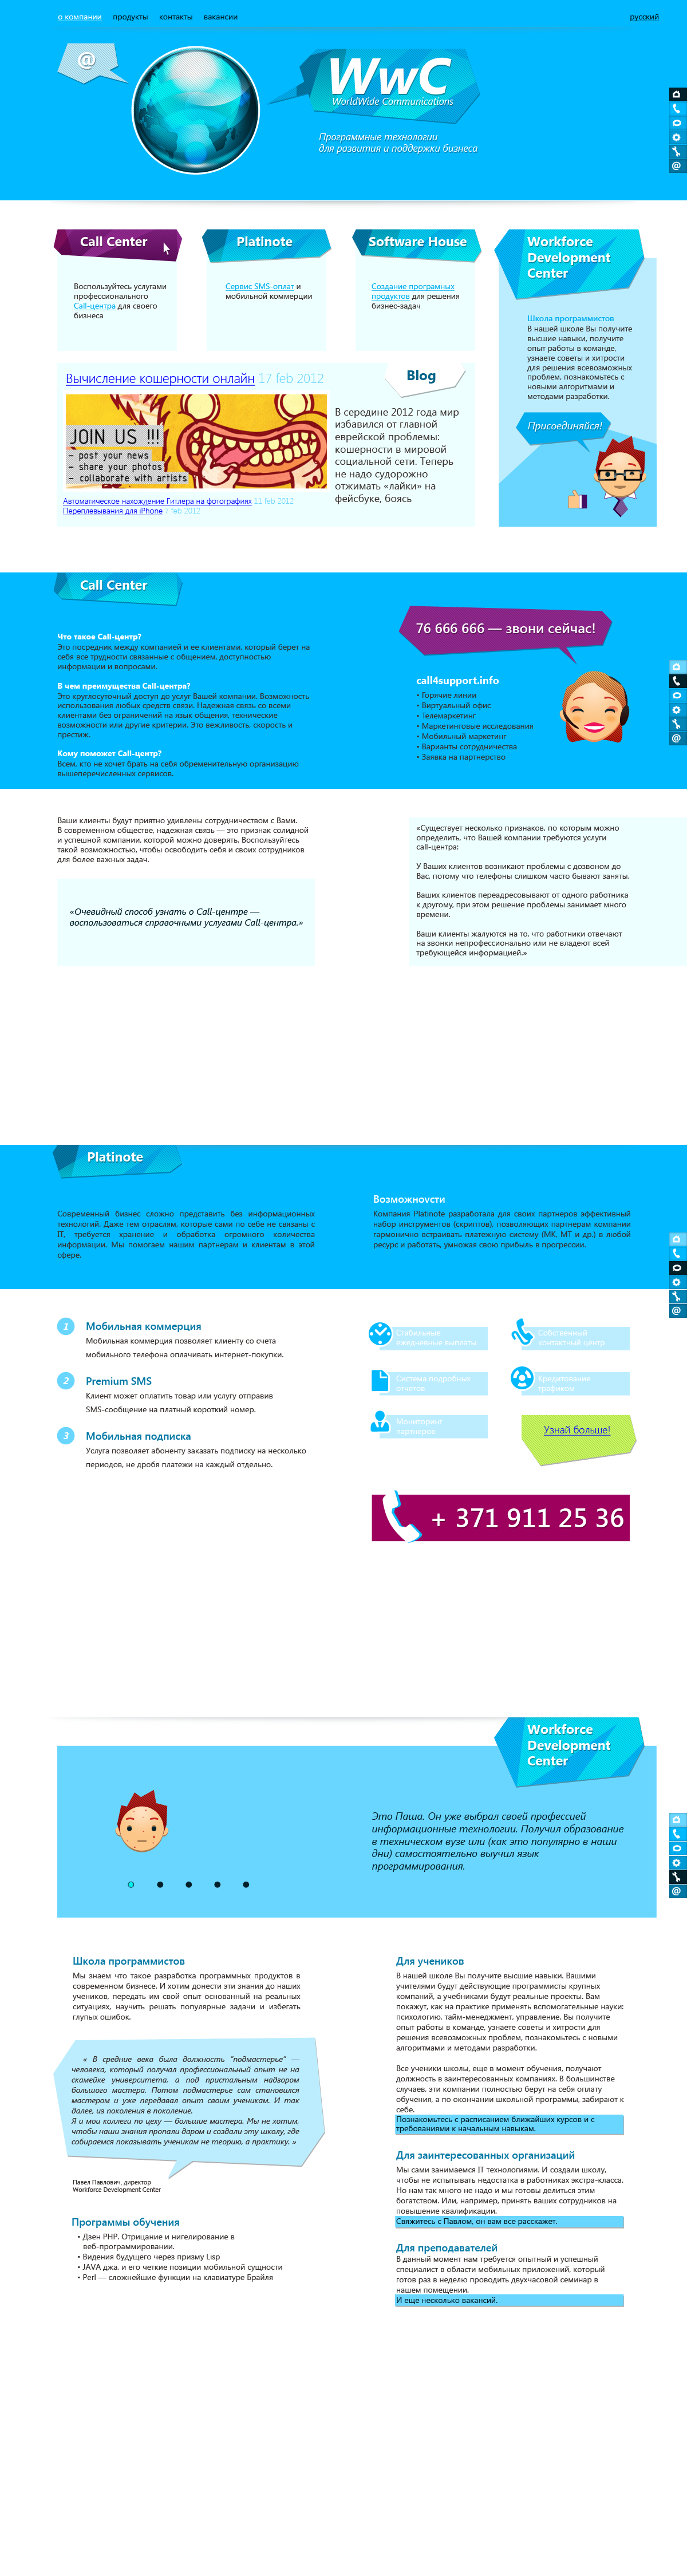 о компании продукты контакты вакансии русский
@
WwC
WorldWide Communications
Программные технологии
для развития и поддержки бизнеса
@
Call Center
Воспользуйтесь услугами
профессионального
Call-центра для своего
бизнеса
Platinote
Сервис SMS-оплат и
мобильной коммерции
Software House
Создание програмных
продуктов для решения
бизнес-задач
Workforce
Development
Center
Школа программистов
В нашей школе Вы получите
высшие навыки, получите
опыт работы в команде,
узнаете советы и хитрости
для решения всевозможных
проблем, познакомьтесь с
новыми алгоритмами и
методами разработки.
Присоединяйся!
Вычисление кошерности онлайн 17 feb 2012
Blog
JOIN US !!!
– post your news
– share your photos
– collaborate with artists
В середине 2012 года мир
избавится от главной
еврейской проблемы:
кошерности в мировой
социальной сети. Теперь
не надо судорожно
отжимать «лайки» на
фейсбуке, боясь
Автоматическое нахождение Гитлера на фотографиях 11 feb 2012
Переплевывания для iPhone 7 feb 2012
Call Center
Что такое Call-центр?
Это посредник между компанией и ее клиентами, который берет на
себя все трудности связанные с общением, доступностью
информации и вопросами.
В чем преимущества Call-центра?
Это круглосуточный доступ до услуг Вашей компании. Возможность
использования любых средств связи. Надежная связь со всеми
клиентами без ограничений на язык общения, технические
возможности или другие критерии. Это вежливость, скорость и
престиж.
Кому поможет Call-центр?
Всем, кто не хочет брать на себя обременительную организацию
вышеперечисленных сервисов.
76 666 666 — звони сейчас!
call4support.info
• Горячие линии
• Виртуальный офис
• Телемаркетинг
• Маркетинговые исследования
• Мобильный маркетинг
• Варианты сотрудничества
• Заявка на партнерство
@
Ваши клиенты будут приятно удивлены сотрудничеством с Вами.
В современном обществе, надежная связь — это признак солидной
и успешной компании, которой можно доверять. Воспользуйтесь
такой возможностью, чтобы освободить себя и своих сотрудников
для более важных задач.
«Очевидный способ узнать о Call-центре —
воспользоваться справочными услугами Call-центра.»
«Существует несколько признаков, по которым можно
определить, что Вашей компании требуются услуги
call-центра:
У Ваших клиентов возникают проблемы с дозвоном до
Вас, потому что телефоны слишком часто бывают заняты.
Ваших клиентов переадресовывают от одного работника
к другому, при этом решение проблемы занимает много
времени.
Ваши клиенты жалуются на то, что работники отвечают
на звонки непрофессионально или не владеют всей
требующейся информацией.»
Platinote
Современный бизнес сложно представить без информационных
технологий. Даже тем отраслям, которые сами по себе не связаны с
IT, требуется хранение и обработка огромного количества
информации. Мы помогаем нашим партнерам и клиентам в этой
сфере.
Возможновсти
Компания Platinote разработала для своих партнеров эффективный
набор инструментов (скриптов), позволяющих партнерам компании
гармонично встраивать платежную систему (МК, МТ и др.) в любой
ресурс и работать, умножая свою прибыль в прогрессии.
@
1 Мобильная коммерция
Мобильная коммерция позволяет клиенту со счета
мобильного телефона оплачивать интернет-покупки.
2 Premium SMS
Клиент может оплатить товар или услугу отправив
SMS-сообщение на платный короткий номер.
3 Мобильная подписка
Услуга позволяет абоненту заказать подписку на несколько
периодов, не дробя платежи на каждый отдельно.
Стабильные
ежедневные выплаты
Собственный
контактный центр
Система подробных
отчетов
Кредитование
трафиком
Мониторинг
партнеров
Узнай больше!
+ 371 911 25 36
Workforce
Development
Center
Это Паша. Он уже выбрал своей профессией
информационные технологии. Получил образование
в техническом вузе или (как это популярно в наши
дни) самостоятельно выучил язык
программирования.
@
Школа программистов
Мы знаем что такое разработка программных продуктов в
современном бизнесе. И хотим донести эти знания до наших
учеников, передать им свой опыт основанный на реальных
ситуациях, научить решать популярные задачи и избегать
глупых ошибок.
« В средние века была должность "подмастерье" —
человека, который получал профессиональный опыт не на
скамейке университета, а под пристальным надзором
большого мастера. Потом подмастерье сам становился
мастером и уже передавал опыт своим ученикам. И так
далее, из поколения в поколение.
Я и мои коллеги по цеху — большие мастера. Мы не хотим,
чтобы наши знания пропали даром и создали эту школу, где
собираемся показывать ученикам не теорию, а практику. »
Павел Павлович, директор
Workforce Development Center
Программы обучения
• Дзен PHP. Отрицание и нигелирование в
веб-программировании.
• Видения будущего через призму Lisp
• JAVA джа, и его четкие позиции мобильной сущности
• Perl — сложнейшие функции на клавиатуре Брайля
Для учеников
В нашей школе Вы получите высшие навыки. Вашими
учителями будут действующие программисты крупных
компаний, а учебниками будут реальные проекты. Вам
покажут, как на практике применять вспомогательные науки:
психологию, тайм-менеджмент, управление. Вы получите
опыт работы в команде, узнаете советы и хитрости для
решения всевозможных проблем, познакомьтесь с новыми
алгоритмами и методами разработки.
Все ученики школы, еще в момент обучения, получают
должность в заинтересованных компаниях. В большинстве
случаев, эти компании полностью берут на себя оплату
обучения, а по окончании школьной программы, забирают к
себе.
Познакомьтесь с расписанием ближайших курсов и с
требованиями к начальным навыкам.
Для заинтересованных организаций
Мы сами занимаемся IT технологиями. И создали школу,
чтобы не испытывать недостатка в работниках экстра-класса.
Но нам так много не надо и мы готовы делиться этим
богатством. Или, например, принять ваших сотрудников на
повышение квалификации.
Свяжитесь с Павлом, он вам все расскажет.
Для преподавателей
В данный момент нам требуется опытный и успешный
специалист в области мобильных приложений, который
готов раз в неделю проводить двухчасовой семинар в
нашем помещении.
И еще несколько вакансий.